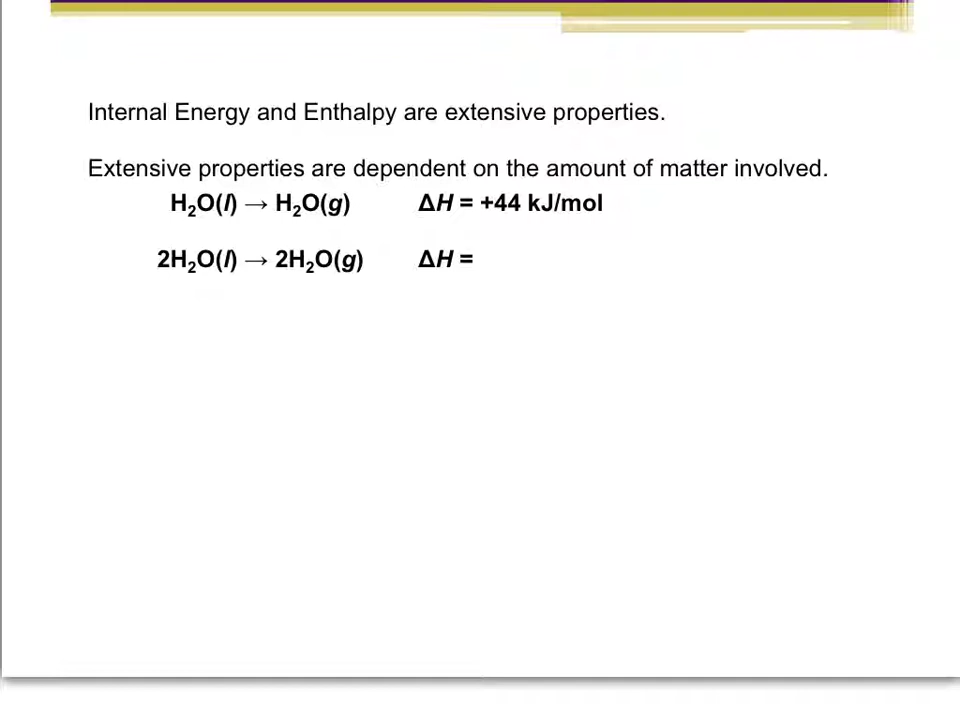 Internal Energy and Enthalpy are extensive properties.
Extensive properties are dependent on the amount of matter involved.
H₂O(l) → H₂O(g) ΔH = +44 kJ/mol
2H₂O(l) → 2H₂O(g) ΔH =